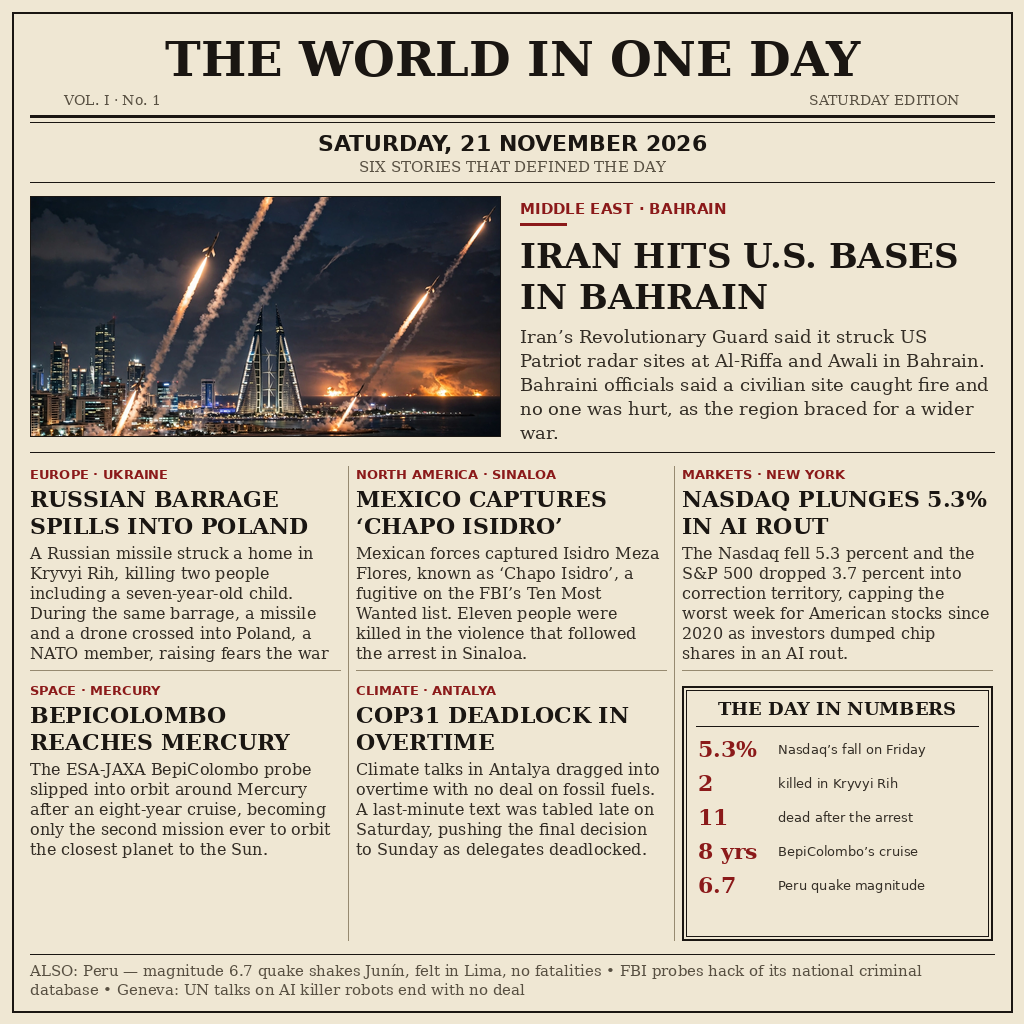 THE WORLD IN ONE DAY
VOL. I · No. 1
SATURDAY EDITION
SATURDAY, 21 NOVEMBER 2026
SIX STORIES THAT DEFINED THE DAY
MIDDLE EAST · BAHRAIN
IRAN HITS U.S. BASES
IN BAHRAIN
Iran’s Revolutionary Guard said it struck US
Patriot radar sites at Al-Riffa and Awali in Bahrain.
Bahraini officials said a civilian site caught fire and
no one was hurt, as the region braced for a wider
war.
EUROPE · UKRAINE
RUSSIAN BARRAGE
SPILLS INTO POLAND
A Russian missile struck a home in
Kryvyi Rih, killing two people
including a seven-year-old child.
During the same barrage, a missile
and a drone crossed into Poland, a
NATO member, raising fears the war
NORTH AMERICA · SINALOA
MEXICO CAPTURES
‘CHAPO ISIDRO’
Mexican forces captured Isidro Meza
Flores, known as ‘Chapo Isidro’, a
fugitive on the FBI’s Ten Most
Wanted list. Eleven people were
killed in the violence that followed
the arrest in Sinaloa.
MARKETS · NEW YORK
NASDAQ PLUNGES 5.3%
IN AI ROUT
The Nasdaq fell 5.3 percent and the
S&P 500 dropped 3.7 percent into
correction territory, capping the
worst week for American stocks since
2020 as investors dumped chip
shares in an AI rout.
SPACE · MERCURY
BEPICOLOMBO
REACHES MERCURY
The ESA-JAXA BepiColombo probe
slipped into orbit around Mercury
after an eight-year cruise, becoming
only the second mission ever to orbit
the closest planet to the Sun.
CLIMATE · ANTALYA
COP31 DEADLOCK IN
OVERTIME
Climate talks in Antalya dragged into
overtime with no deal on fossil fuels.
A last-minute text was tabled late on
Saturday, pushing the final decision
to Sunday as delegates deadlocked.
THE DAY IN NUMBERS
5.3% Nasdaq’s fall on Friday
2 killed in Kryvyi Rih
11 dead after the arrest
8 yrs BepiColombo’s cruise
6.7 Peru quake magnitude
ALSO: Peru — magnitude 6.7 quake shakes Junín, felt in Lima, no fatalities • FBI probes hack of its national criminal
database • Geneva: UN talks on AI killer robots end with no deal